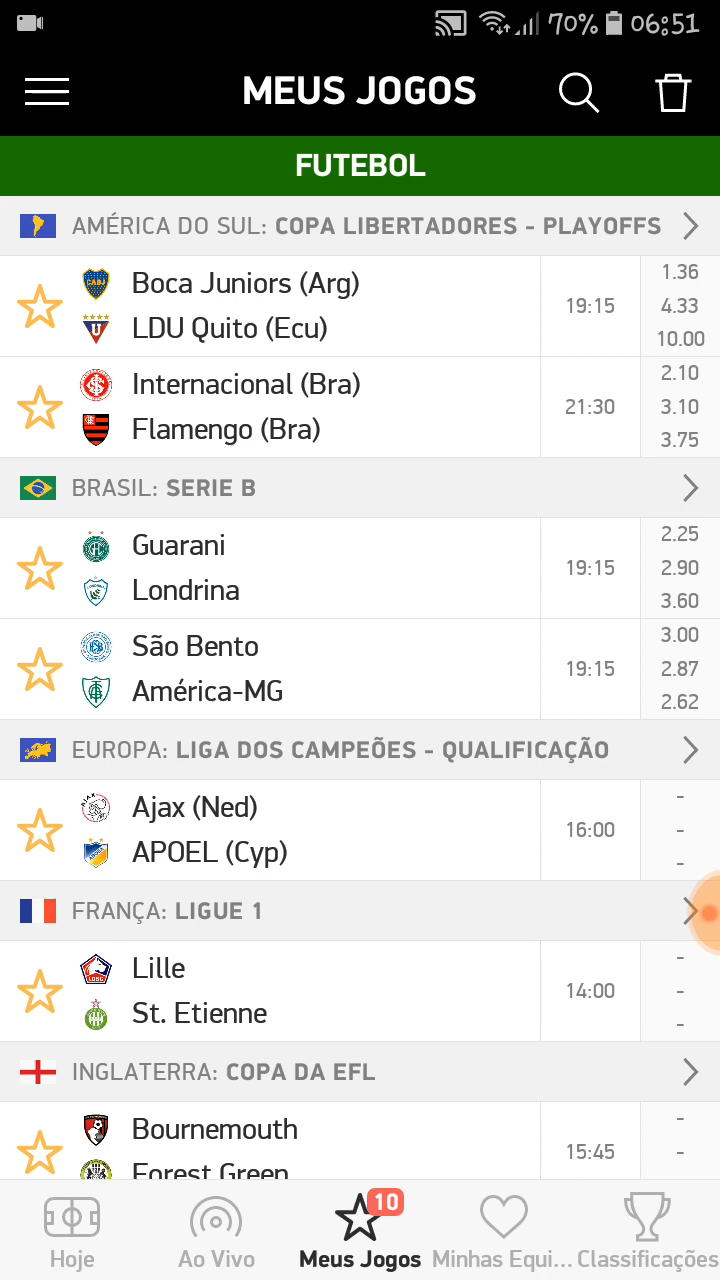 70% 06:51
MEUS JOGOS
FUTEBOL
AMÉRICA DO SUL: COPA LIBERTADORES - PLAYOFFS
Boca Juniors (Arg)
LDU Quito (Ecu)
19:15
1.36
4.33
10.00
Internacional (Bra)
Flamengo (Bra)
21:30
2.10
3.10
3.75
BRASIL: SERIE B
Guarani
Londrina
19:15
2.25
2.90
3.60
São Bento
América-MG
19:15
3.00
2.87
2.62
EUROPA: LIGA DOS CAMPEÕES - QUALIFICAÇÃO
Ajax (Ned)
APOEL (Cyp)
16:00
-
-
-
FRANÇA: LIGUE 1
Lille
St. Etienne
14:00
-
-
-
INGLATERRA: COPA DA EFL
Bournemouth
Forest Green
15:45
-
-
10
Hoje
Ao Vivo
Meus Jogos
Minhas Equi...
Classificações